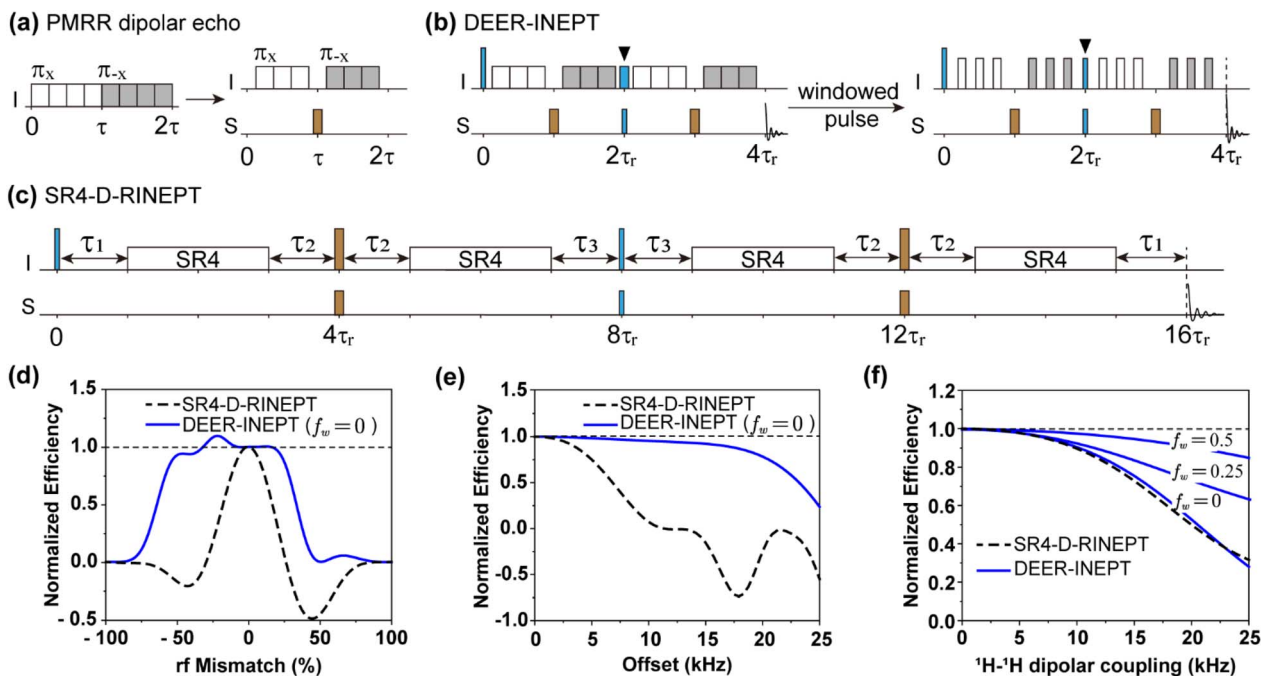 (a) PMRR dipolar echo
πx π-x
I
0 τ 2τ
πx π-x
I
S
0 τ 2τ
(b) DEER-INEPT
I
S
0 2τr 4τr
windowed
pulse
I
S
0 2τr 4τr
(c) SR4-D-RINEPT
τ1 τ2 τ2 τ3 τ3 τ2 τ2 τ1
I SR4 SR4 SR4 SR4
S
0 4τr 8τr 12τr 16τr
(d)
SR4-D-RINEPT
DEER-INEPT (fw=0)
Normalized Efficiency
1.5
1.0
0.5
0.0
-0.5
-100 -50 0 50 100
rf Mismatch (%)
(e)
SR4-D-RINEPT
DEER-INEPT (fw=0)
Normalized Efficiency
1.5
1.0
0.5
0.0
-0.5
-1.0
0 5 10 15 20 25
Offset (kHz)
(f)
Normalized Efficiency
1.2
1.0
0.8
0.6
0.4
0.2
0.0
fw=0.5
fw=0.25
fw=0
SR4-D-RINEPT
DEER-INEPT
0 5 10 15 20 25
¹H-¹H dipolar coupling (kHz)